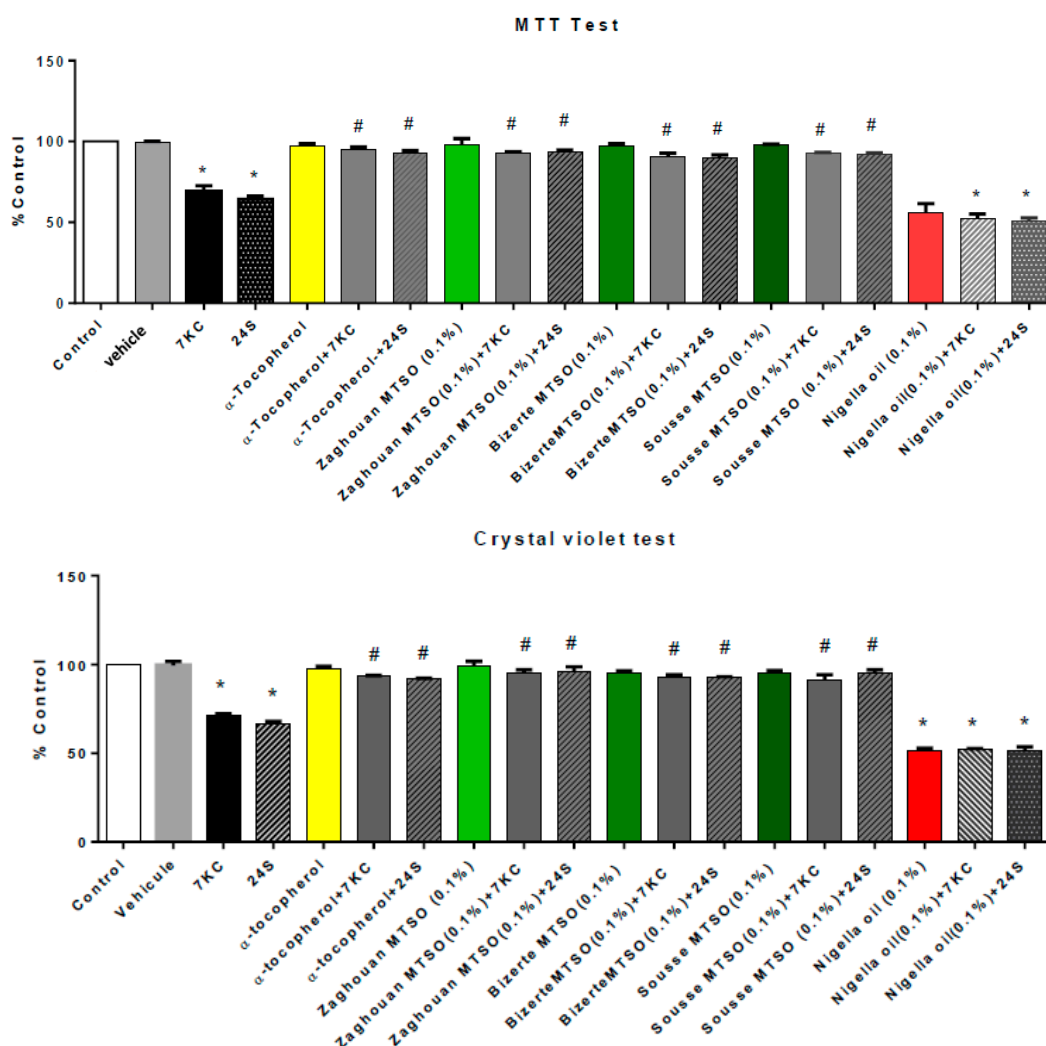 MTT Test
150
100
50
0
% Control
# # # # # # # #
* * * *
Control
vehicle
7KC
24S
α-Tocopherol
α-Tocopherol+7KC
α-Tocopherol-+24S
Zaghouan MTSO (0.1%)
Zaghouan MTSO(0.1%)+7KC
Zaghouan MTSO(0.1%)+24S
Bizerte MTSO(0.1%)
BizerteMTSO(0.1%)+7KC
BizerteMTSO(0.1%)+24S
Sousse MTSO(0.1%)
Sousse MTSO(0.1%)+7KC
Sousse MTSO (0.1%)+24S
Nigella oil (0.1%)
Nigella oil(0.1%)+7KC
Nigella oil(0.1%)+24S
Crystal violet test
150
100
50
0
% Control
# # # # # # # #
* * * * *
Control
Vehicule
7KC
24S
α-tocopherol
α-tocopherol+7KC
α-tocopherol+24S
Zaghouan MTSO (0.1%)
Zaghouan MTSO(0.1%)+7KC
Zaghouan MTSO(0.1%)+24S
Bizerte MTSO(0.1%)
BizerteMTSO(0.1%)+7KC
BizerteMTSO(0.1%)+24S
Sousse MTSO(0.1%)
Sousse MTSO(0.1%)+7KC
Sousse MTSO (0.1%)+24S
Nigella oil (0.1%)
Nigella oil(0.1%)+7KC
Nigella oil(0.1%)+24S